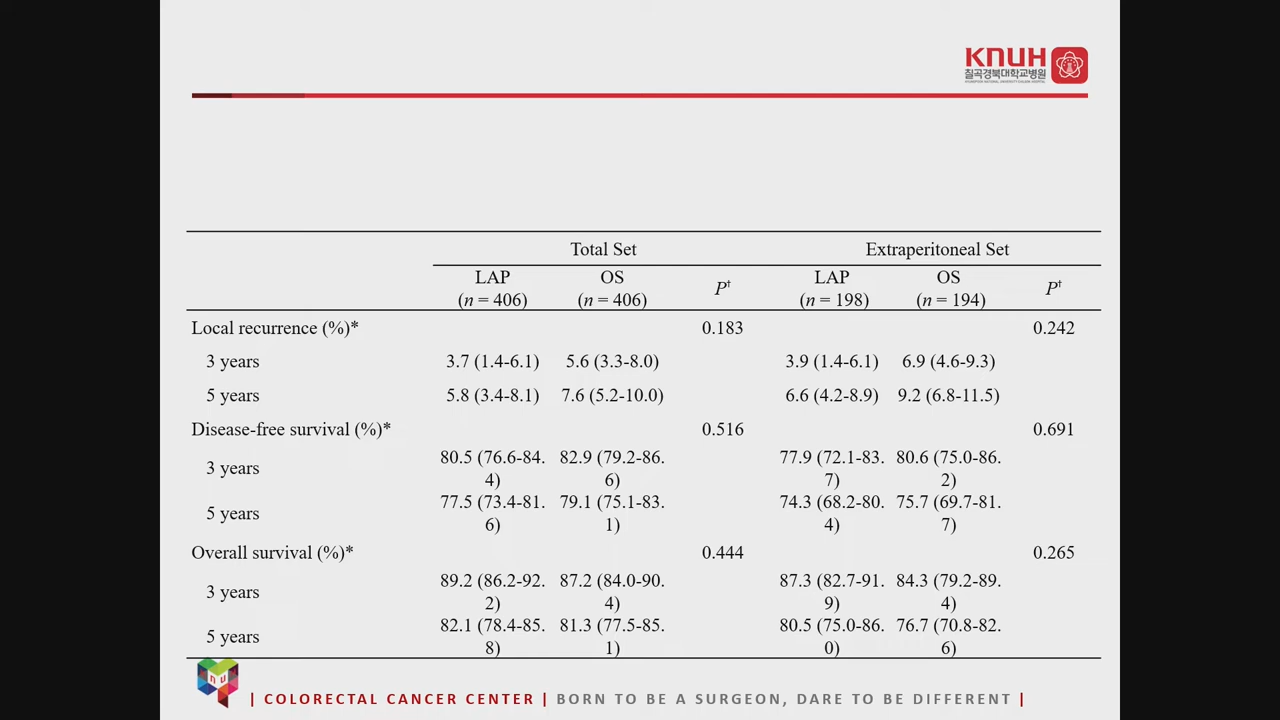 KNUH
칠곡경북대학교병원
Total Set Extraperitoneal Set
LAP OS P† LAP OS P†
(n = 406) (n = 406) (n = 198) (n = 194)
Local recurrence (%)* 0.183 0.242
3 years 3.7 (1.4-6.1) 5.6 (3.3-8.0) 3.9 (1.4-6.1) 6.9 (4.6-9.3)
5 years 5.8 (3.4-8.1) 7.6 (5.2-10.0) 6.6 (4.2-8.9) 9.2 (6.8-11.5)
Disease-free survival (%)* 0.516 0.691
3 years 80.5 (76.6-84. 82.9 (79.2-86. 77.9 (72.1-83. 80.6 (75.0-86.
4) 6) 7) 2)
5 years 77.5 (73.4-81. 79.1 (75.1-83. 74.3 (68.2-80. 75.7 (69.7-81.
6) 1) 4) 7)
Overall survival (%)* 0.444 0.265
3 years 89.2 (86.2-92. 87.2 (84.0-90. 87.3 (82.7-91. 84.3 (79.2-89.
2) 4) 9) 4)
5 years 82.1 (78.4-85. 81.3 (77.5-85. 80.5 (75.0-86. 76.7 (70.8-82.
8) 1) 0) 6)
| COLORECTAL CANCER CENTER | BORN TO BE A SURGEON, DARE TO BE DIFFERENT |